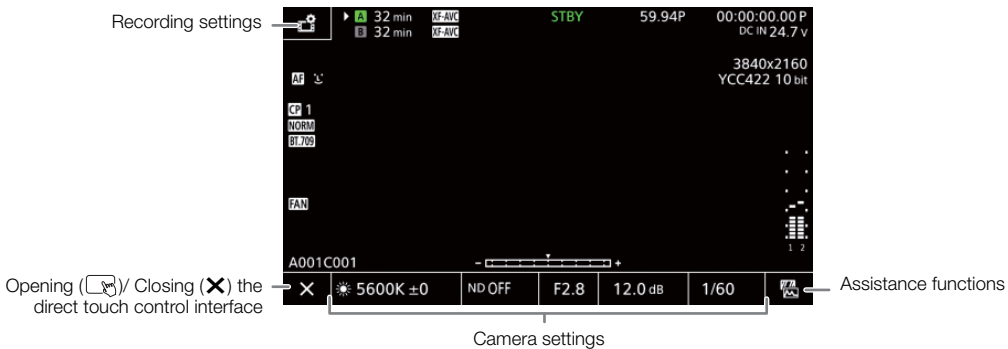 Recording settings
A 32 min XF-AVC STBY 59.94P 00:00:00.00 P
B 32 min XF-AVC DC IN 24.7 V
3840x2160
AF YCC422 10 bit
CP 1
NORM
BT.709
FAN
1 2
A001C001 - +
Opening ( )/ Closing (✕) the
direct touch control interface
✕ 5600K ±0 ND OFF F2.8 12.0 dB 1/60
Assistance functions
Camera settings